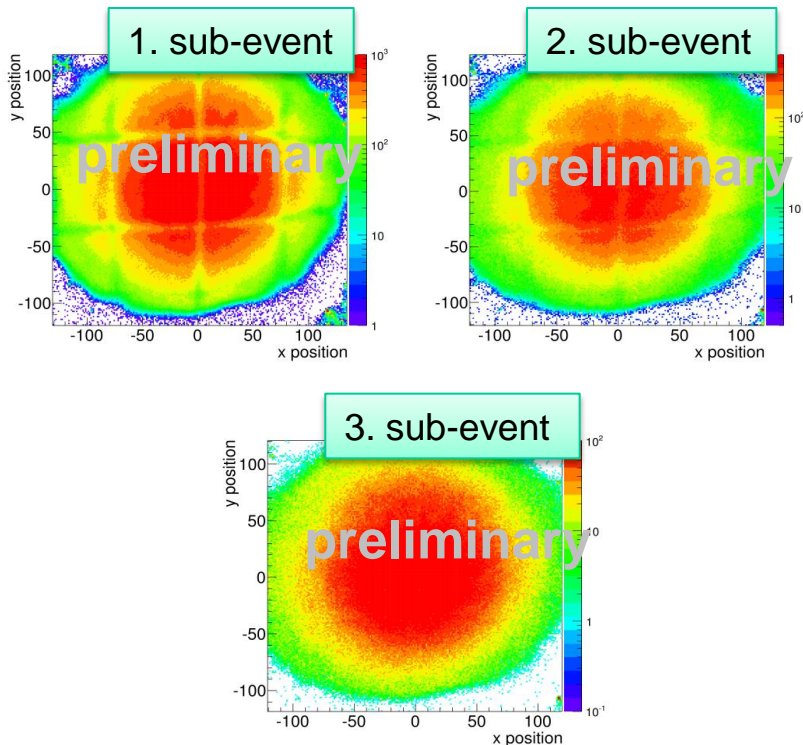 1. sub-event
y position
100
50
0
-50
-100
-100 -50 0 50 100
x position
10³
10²
10
1
preliminary
2. sub-event
y position
100
50
0
-50
-100
-100 -50 0 50 100
x position
10²
10
1
preliminary
3. sub-event
y position
100
50
0
-50
-100
-100 -50 0 50 100
x position
10²
10
1
10⁻¹
preliminary